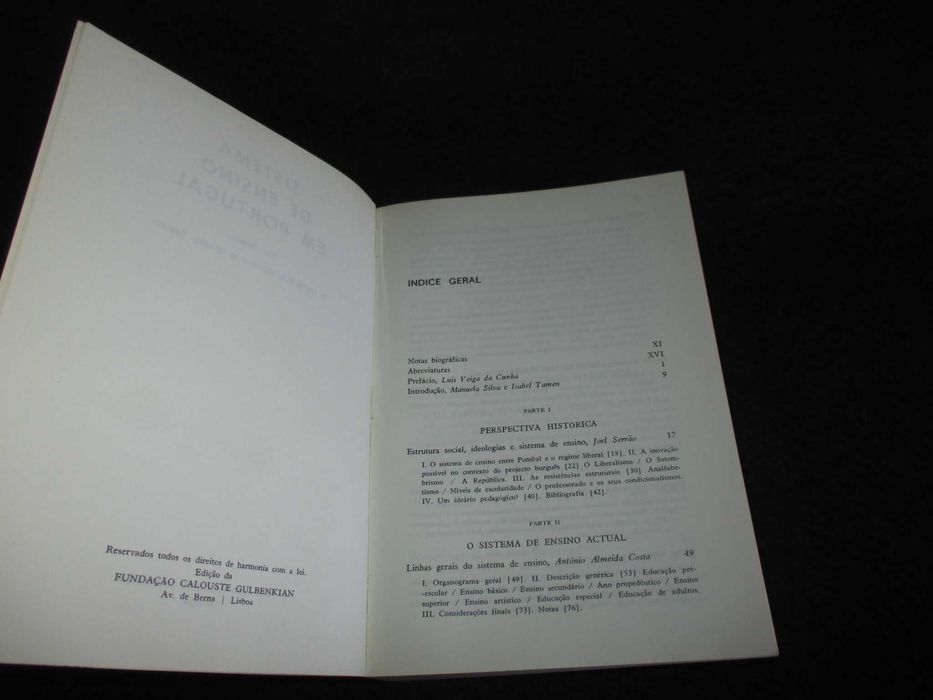 Reservados todos os direitos de harmonia com a lei.
Edição da
FUNDAÇÃO CALOUSTE GULBENKIAN
Av. de Berna | Lisboa
SISTEMA
DE ENSINO
EM PORTUGAL
INDICE GERAL
Notas biográficas XI
Abreviaturas XVI
Prefácio, Luís Veiga da Cunha 1
Introdução, Manuela Silva e Isabel Tamen 9
PARTE I
PERSPECTIVA HISTORICA
Estrutura social, ideologias e sistema de ensino, Joel Serrão 17
I. O sistema de ensino entre Pombal e o regime liberal [18]. II. A inovação
possível no contexto do projecto burguês [22] O Liberalismo / O Setem-
brismo / A República. III. As resistências estruturais [30] Analfabe-
tismo / Níveis de escolaridade / O professorado e os seus condicionalismos.
IV. Um ideário pedagógico? [40]. Bibliografia [42].
PARTE II
O SISTEMA DE ENSINO ACTUAL
Linhas gerais do sistema de ensino, António Almeida Costa 49
I. Organograma geral [49]. II. Descrição genérica [53] Educação pré-
-escolar / Ensino básico / Ensino secundário / Ano propedêutico / Ensino
superior / Ensino artístico / Educação especial / Educação de adultos.
III. Considerações finais [73]. Notas [76].